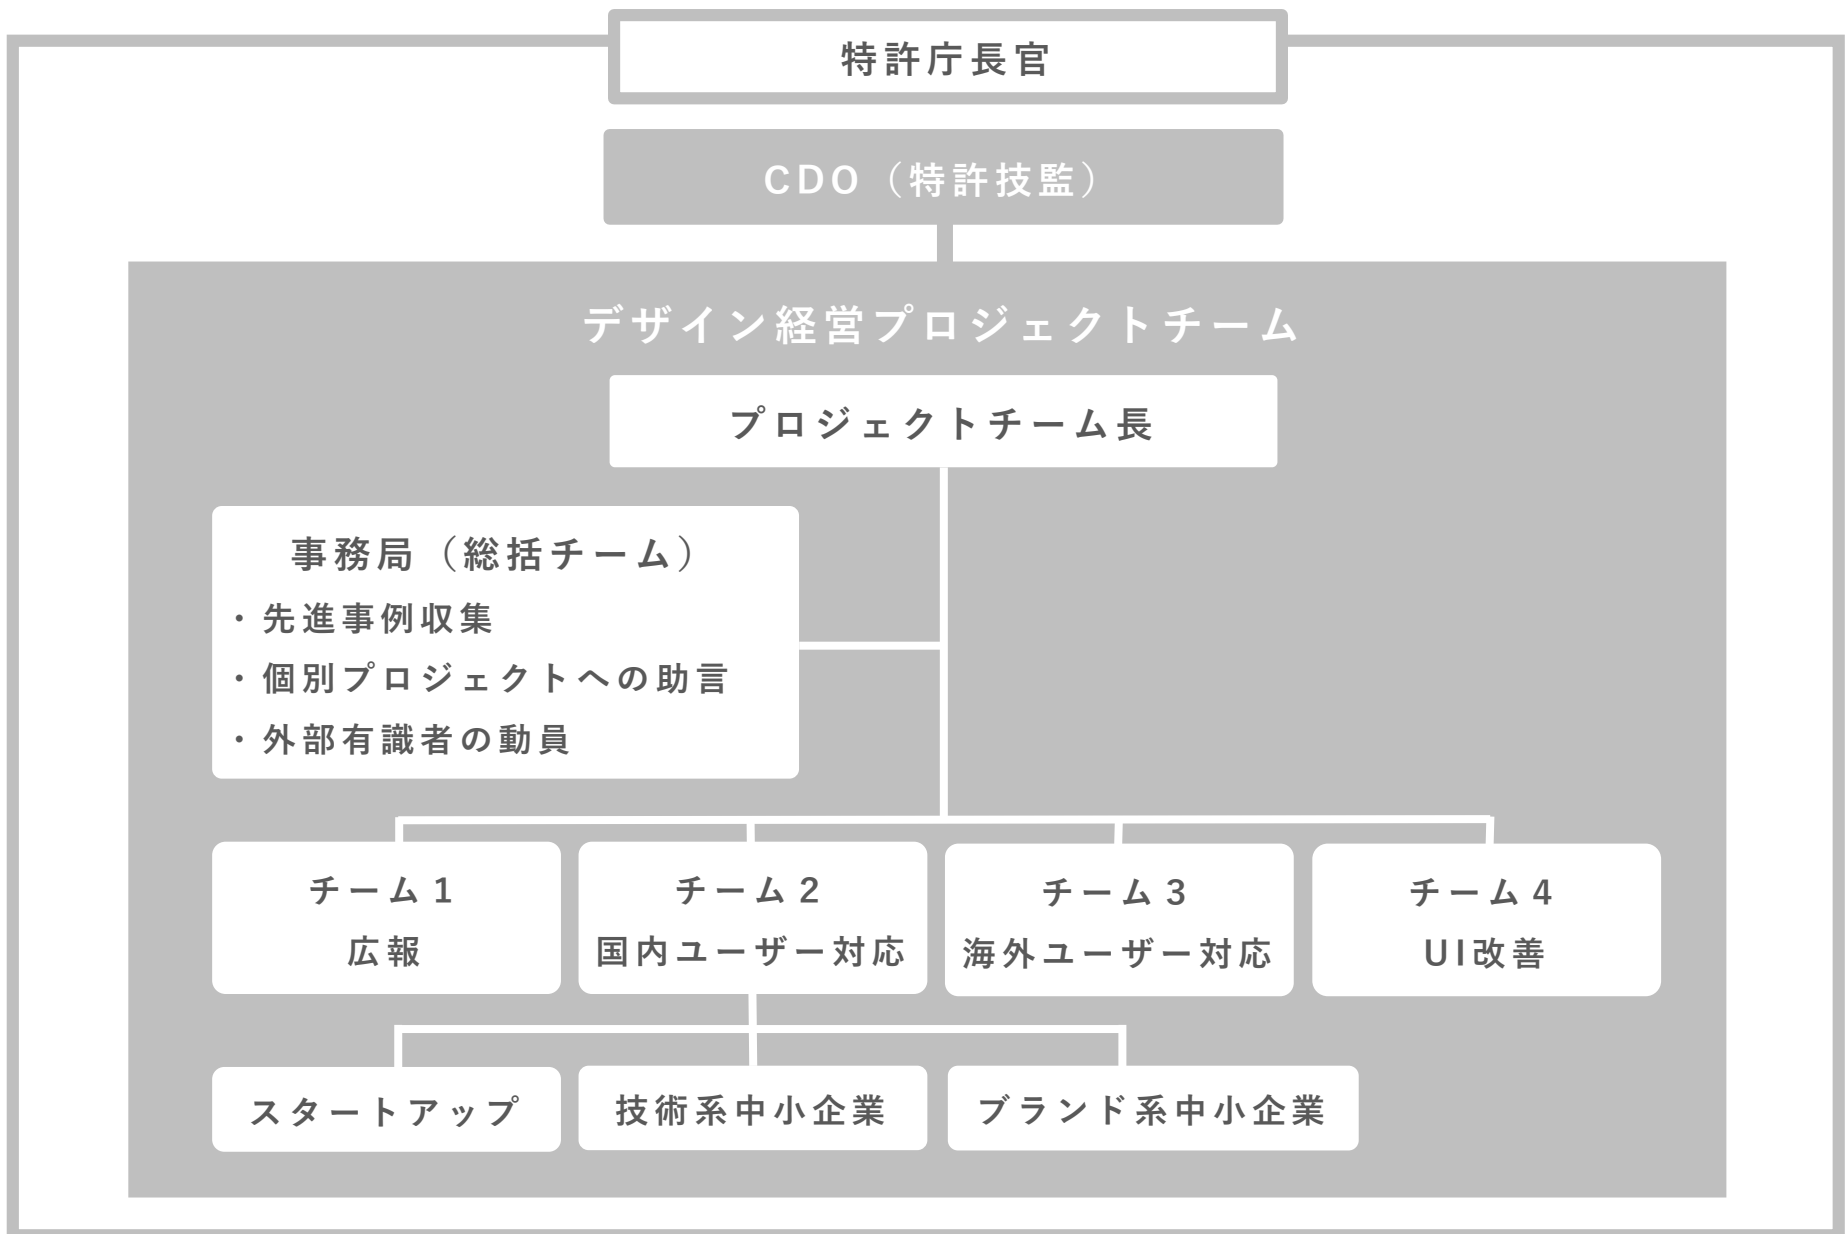 特許庁長官
CDO（特許技監）
デザイン経営プロジェクトチーム
プロジェクトチーム長
事務局（総括チーム）
・先進事例収集
・個別プロジェクトへの助言
・外部有識者の動員
チーム1
広報
チーム2
国内ユーザー対応
チーム3
海外ユーザー対応
チーム4
UI改善
スタートアップ
技術系中小企業
ブランド系中小企業